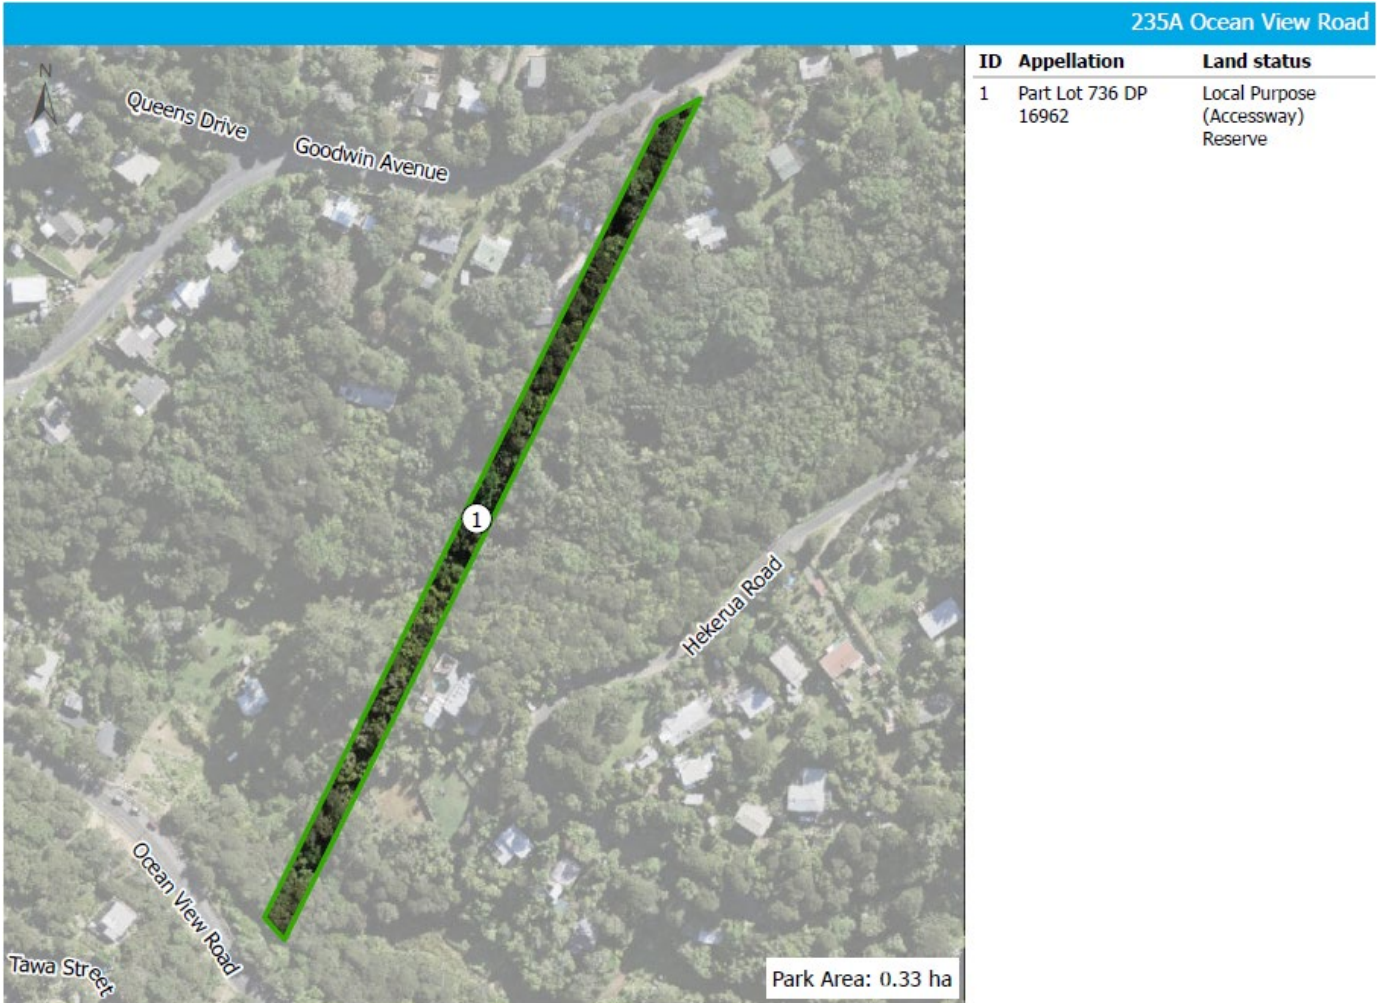 235A Ocean View Road
ID Appellation Land status
1 Part Lot 736 DP Local Purpose
16962 (Accessway)
Reserve
N
Queens Drive
Goodwin Avenue
1
Hekerua Road
Ocean View Road
Tawa Street
Park Area: 0.33 ha